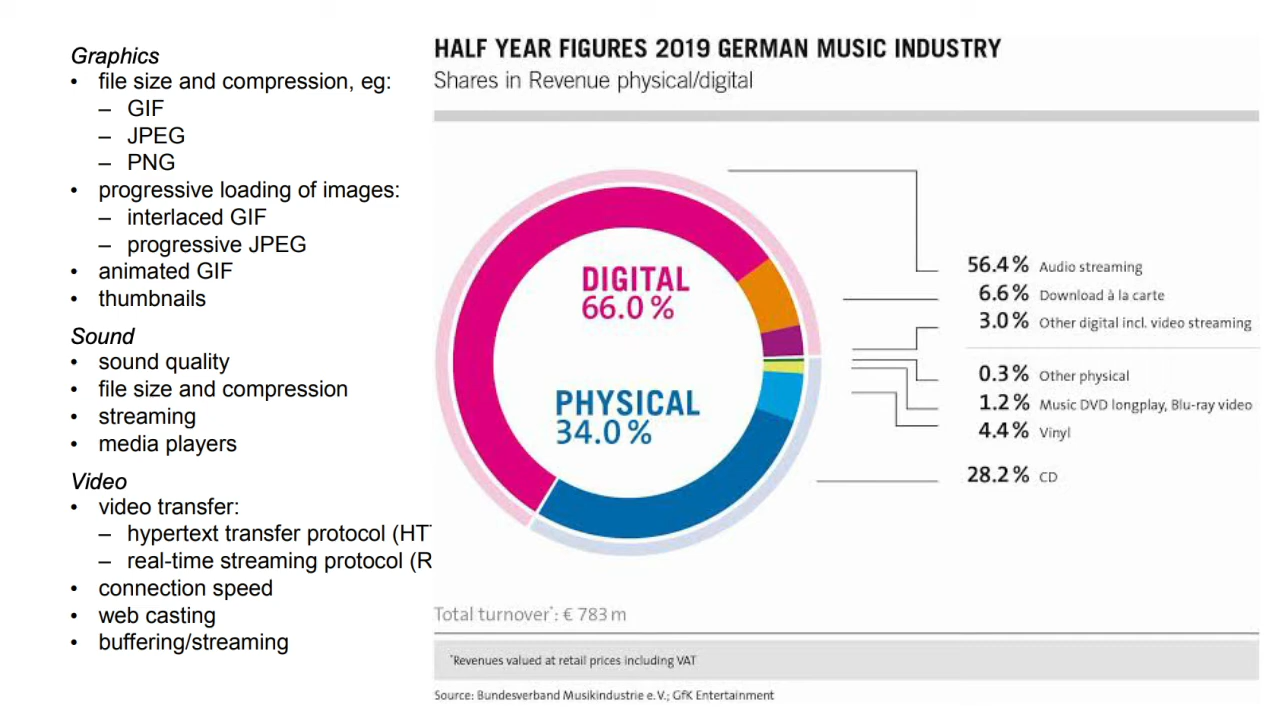 Graphics
• file size and compression, eg:
– GIF
– JPEG
– PNG
• progressive loading of images:
– interlaced GIF
– progressive JPEG
• animated GIF
• thumbnails
Sound
• sound quality
• file size and compression
• streaming
• media players
Video
• video transfer:
– hypertext transfer protocol (HT
– real-time streaming protocol (R
• connection speed
• web casting
• buffering/streaming
HALF YEAR FIGURES 2019 GERMAN MUSIC INDUSTRY
Shares in Revenue physical/digital
DIGITAL
66.0 %
PHYSICAL
34.0 %
56.4 % Audio streaming
6.6 % Download à la carte
3.0 % Other digital incl. video streaming
0.3 % Other physical
1.2 % Music DVD longplay, Blu-ray video
4.4 % Vinyl
28.2 % CD
Total turnover*: € 783 m
*Revenues valued at retail prices including VAT
Source: Bundesverband Musikindustrie e. V.; GfK Entertainment